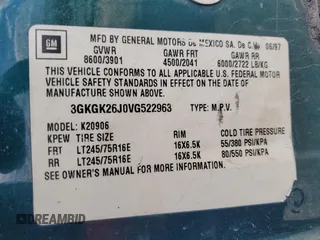 GM
MFD BY GENERAL MOTORS DE MEXICO SA. De C.V. 06/97
GVWR GAWR FRT GAWR RR
8600/3901 4500/2041 6000/2722 LB/KG
THIS VEHICLE CONFORMS TO ALL APPLICABLE U.S. FEDERAL
MOTOR VEHICLE SAFETY STANDARDS IN EFFECT ON THE DATE OF
MANUFACTURE SHOWN ABOVE.
3GKGK26J0VG522963 TYPE: M.P.V.
MODEL: K20906
KPEW TIRE SIZE RIM COLD TIRE PRESSURE
FRT LT245/75R16E 16X6.5K 55/380 PSI/KPA
RR LT245/75R16E 16X6.5K 80/550 PSI/KPA
SEE OWNER'S MANUAL FOR MORE INFORMATION.
DREAMBID